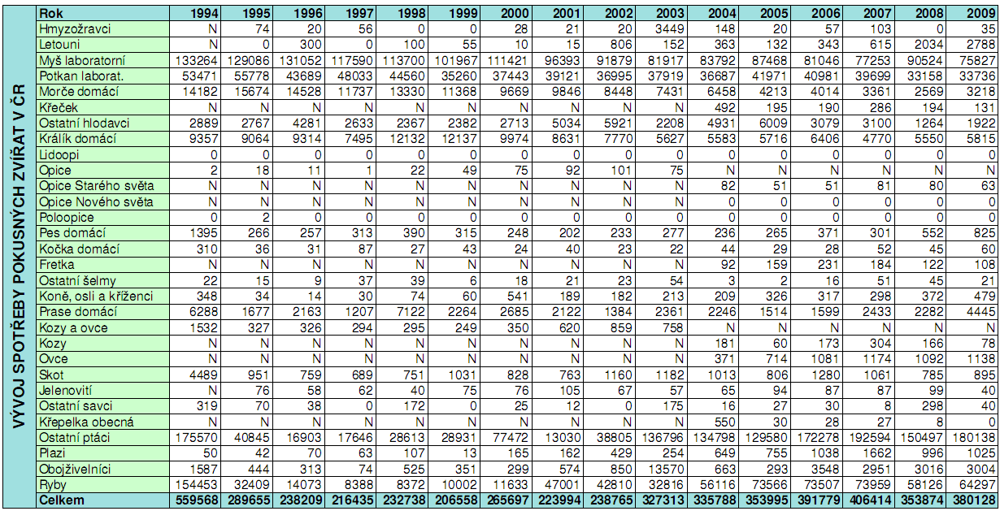 VÝVOJ SPOTŘEBY POKUSNÝCH ZVÍŘAT V ČR
Rok 1994 1995 1996 1997 1998 1999 2000 2001 2002 2003 2004 2005 2006 2007 2008 2009
Hmyzožravci N 74 20 56 0 0 28 21 20 3449 148 20 57 103 0 35
Letouni N 0 300 0 100 55 10 15 806 152 363 132 343 615 2034 2788
Myš laboratorní 133264 129086 131052 117590 113700 101967 111421 96393 91879 81917 83792 87468 81046 77253 90524 75827
Potkan laborat. 53471 55778 43689 48033 44560 35260 37443 39121 36995 37919 36687 41971 40981 39699 33158 33736
Morče domácí 14182 15674 14528 11737 13330 11368 9669 9846 8448 7431 6458 4213 4014 3361 2569 3218
Křeček N N N N N N N N N N 492 195 190 286 194 131
Ostatní hlodavci 2889 2767 4281 2633 2367 2382 2713 5034 5921 2208 4931 6009 3079 3100 1264 1922
Králík domácí 9357 9064 9314 7495 12132 12137 9974 8631 7770 5627 5583 5716 6406 4770 5550 5815
Lidoopi 0 0 0 0 0 0 0 0 0 0 0 0 0 0 0 0
Opice 2 18 11 1 22 49 75 92 101 75 N N N N N N
Opice Starého světa N N N N N N N N N N 82 51 51 81 80 63
Opice Nového světa N N N N N N N N N N 0 0 0 0 0 0
Poloopice 0 2 0 0 0 0 0 0 0 0 0 0 0 0 0 0
Pes domácí 1395 266 257 313 390 315 248 202 233 277 236 265 371 301 552 825
Kočka domácí 310 36 31 87 27 43 24 40 23 22 44 29 28 52 45 60
Fretka N N N N N N N N N N 92 159 231 184 122 108
Ostatní šelmy 22 15 9 37 39 6 18 21 23 54 3 2 16 51 45 21
Koně, osli a kříženci 348 34 14 30 74 60 541 189 182 213 209 326 317 298 372 479
Prase domácí 6288 1677 2163 1207 7122 2264 2685 2122 1384 2361 2246 1514 1599 2433 2282 4445
Kozy a ovce 1532 327 326 294 295 249 350 620 859 758 N N N N N N
Kozy N N N N N N N N N N 181 60 173 304 166 78
Ovce N N N N N N N N N N 371 714 1081 1174 1092 1138
Skot 4489 951 759 689 751 1031 828 763 1160 1182 1013 806 1280 1061 785 895
Jelenovití N 76 58 62 40 75 76 105 67 57 65 94 87 87 99 40
Ostatní savci 319 70 38 0 172 0 25 12 0 175 16 27 30 8 298 40
Křepelka obecná N N N N N N N N N N 550 30 28 27 8 0
Ostatní ptáci 175570 40845 16903 17646 28613 28931 77472 13030 38805 136796 134798 129580 172278 192594 150497 180138
Plazi 50 42 70 63 107 13 165 162 429 254 649 755 1038 1662 996 1025
Obojživelníci 1587 444 313 74 525 351 299 574 850 13570 663 293 3548 2951 3016 3004
Ryby 154453 32409 14073 8388 8372 10002 11633 47001 42810 32816 56116 73566 73507 73959 58126 64297
Celkem 559568 289655 238209 216435 232738 206558 265697 223994 238765 327313 335788 353995 391779 406414 353874 380128